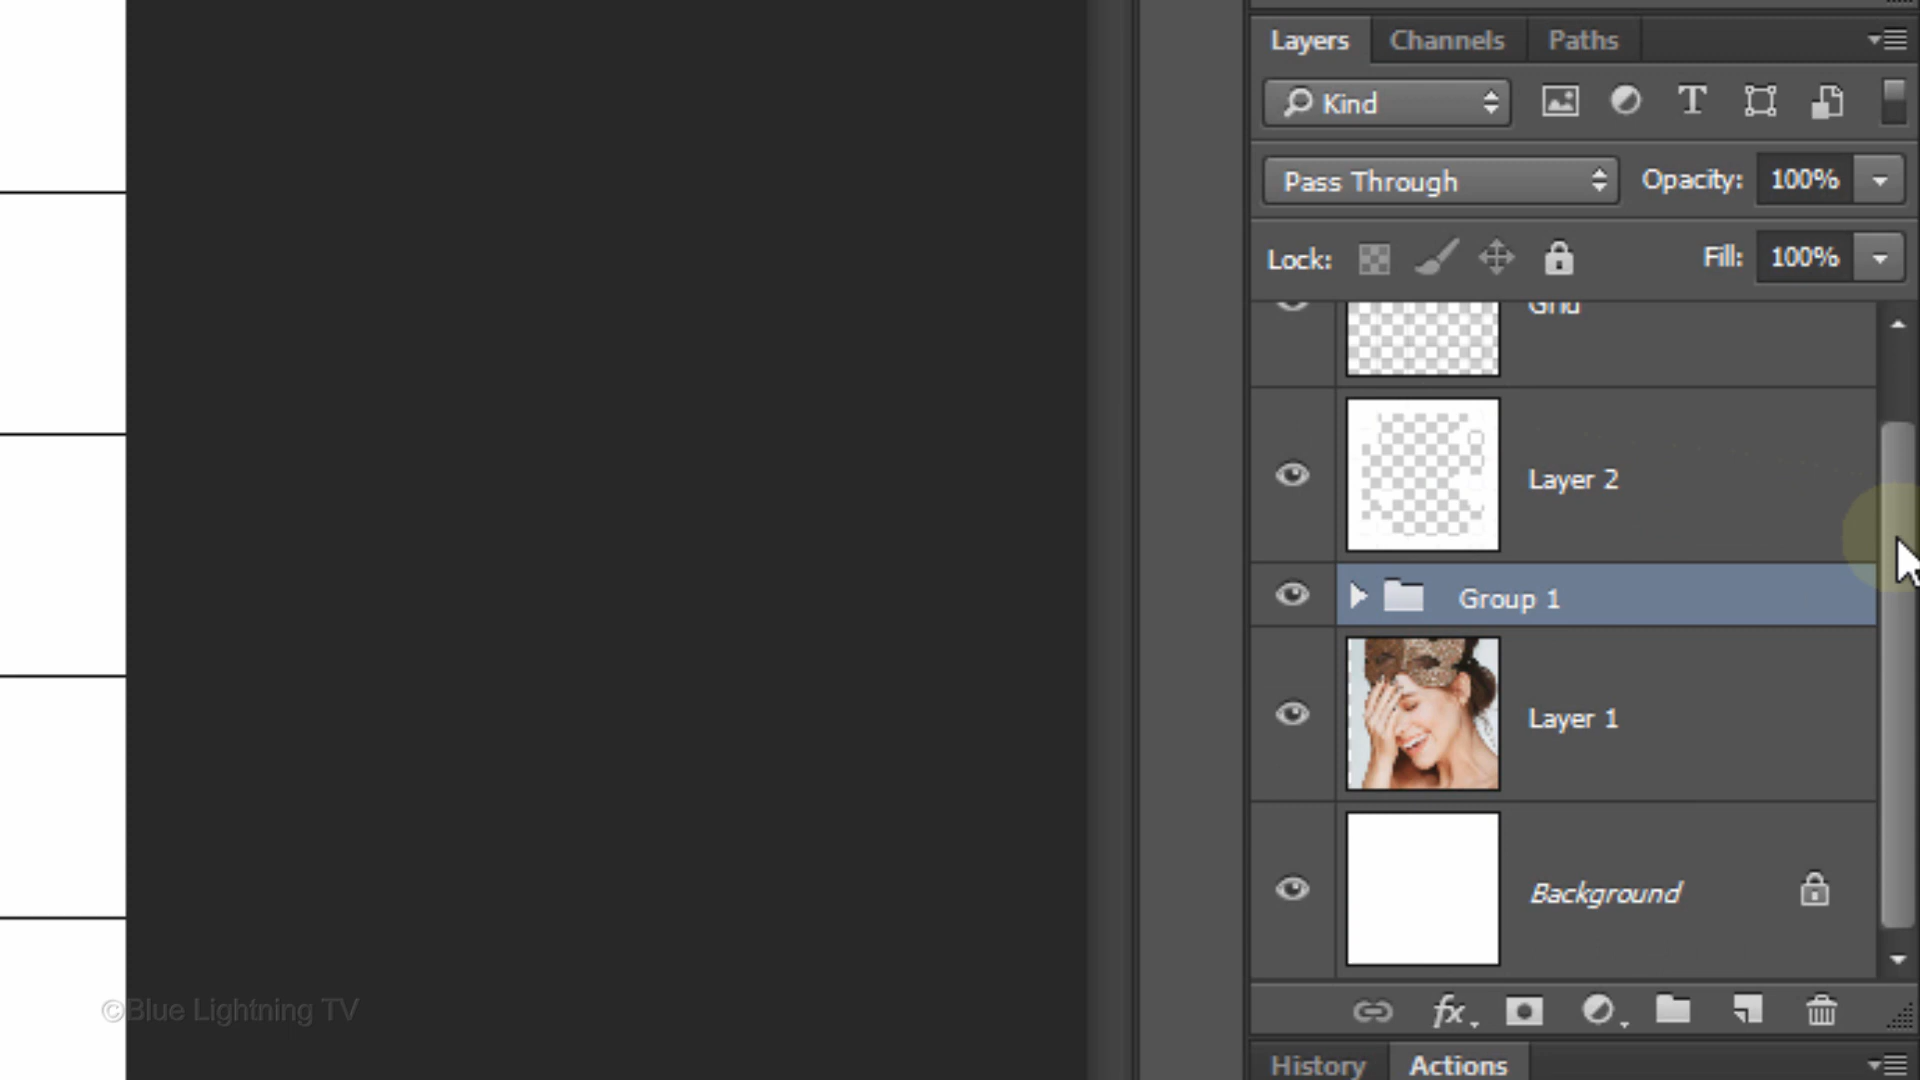 Layers Channels Paths
Kind
Pass Through Opacity: 100%
Lock: Fill: 100%
Grid
Layer 2
Group 1
Layer 1
Background
©Blue Lightning TV
fx
History Actions